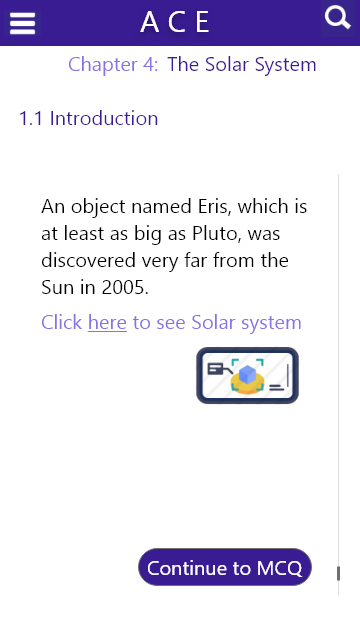 A C E
Chapter 4: The Solar System
1.1 Introduction
An object named Eris, which is
at least as big as Pluto, was
discovered very far from the
Sun in 2005.
Click here to see Solar system
Continue to MCQ